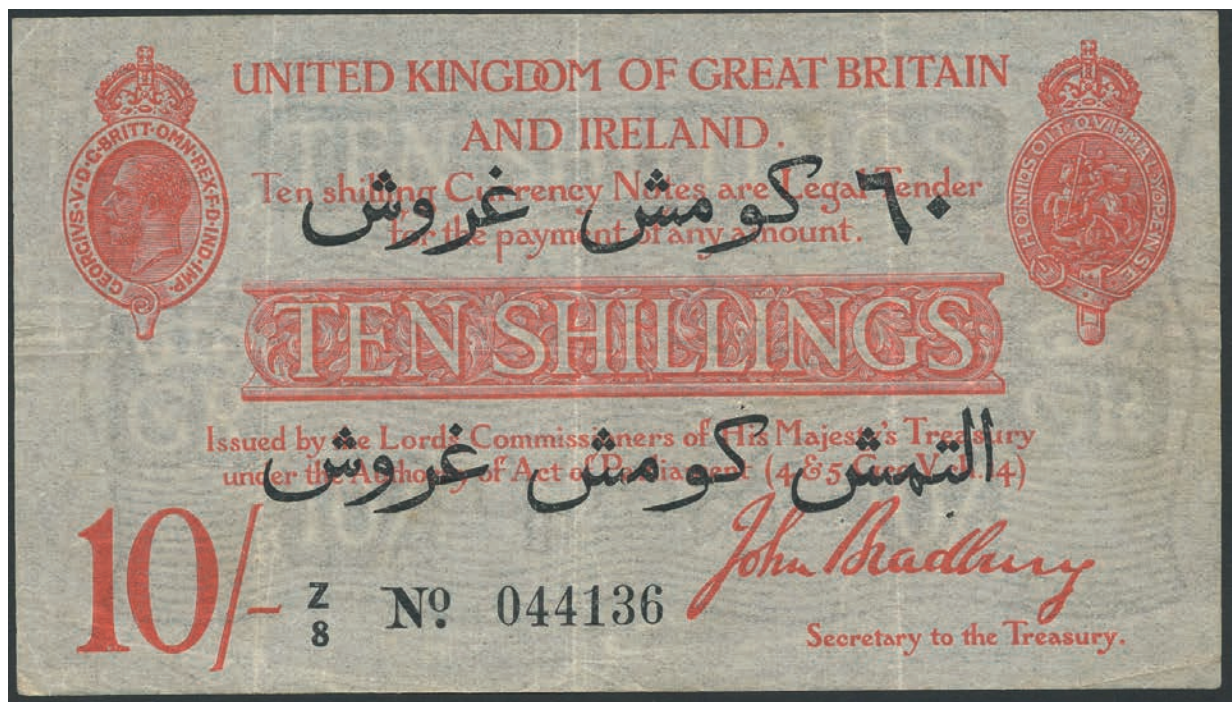 UNITED KINGDOM OF GREAT BRITAIN
AND IRELAND.
GEORGIVS·V·D·G·BRITT·OMN·REX·F·D·IND·IMP·
HONI·SOIT·QVI·MAL·Y·PENSE
Ten shilling Currency Notes are Legal Tender
٦٠ كومش غروش
for the payment of any amount.
TEN SHILLINGS
Issued by the Lords Commissioners of His Majesty's Treasury
التمش كومش غروش
under the Authority of Act of Parliament (4 & 5 Geo.V.ch.14)
John Bradbury
10/-
Z
8
Nº 044136
Secretary to the Treasury.